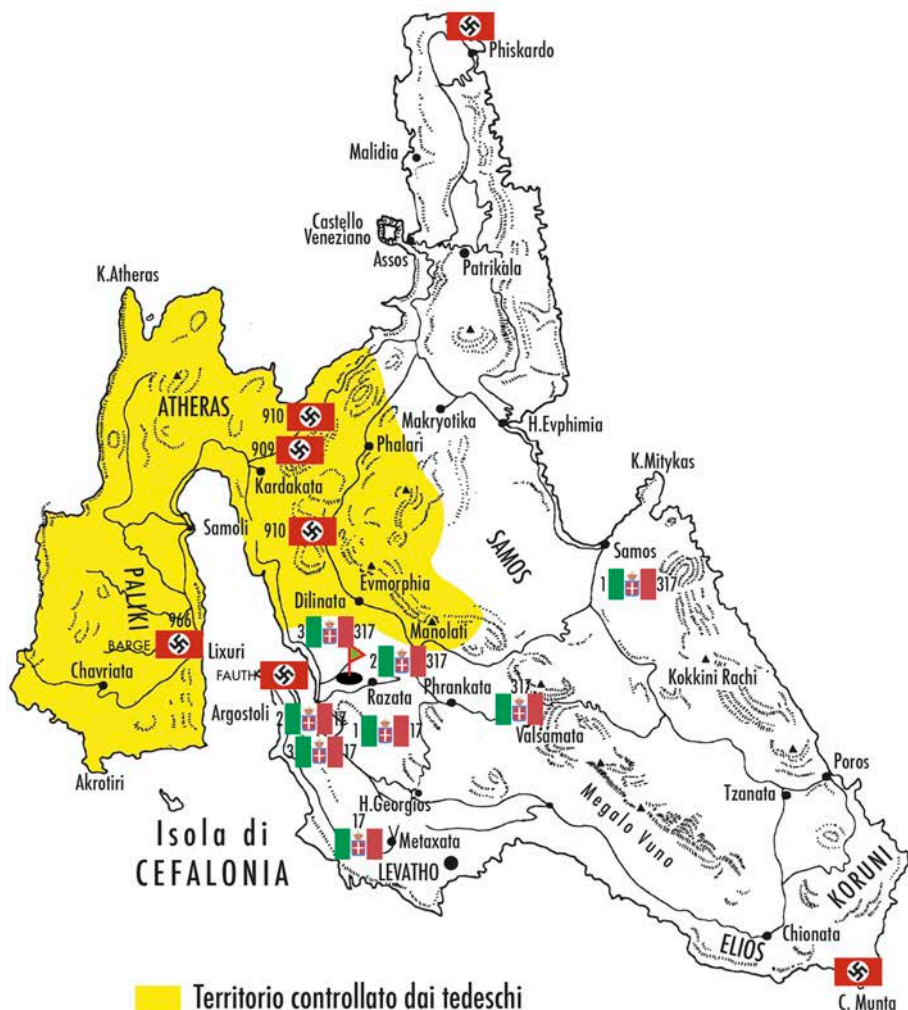 Phiskardo
Malidia
Castello
Veneziano
Assos
Patrikala
K.Atheras
ATHERAS
910
909
Kardakata
Phalari
Makryotika
H.Evphimia
K.Mitykas
Samoli
910
SAMOS
Samos
1 317
Evmorphia
Dilinata
PALIKI
966
BARGE
Lixuri
3 317
Manolati
FAUTH
2 317
Kokkini Rachi
Chavriata
Razata
Phrankata
317
Valsamata
Argostoli
2 17
1 17
3 17
Akrotiri
Poros
Tzanata
H.Georgios
Megalo Vuno
Isola di
CEFALONIA
17
Metaxata
LEVATHO
KORUNI
ELIOS
Chionata
C. Munta
Territorio controllato dai tedeschi